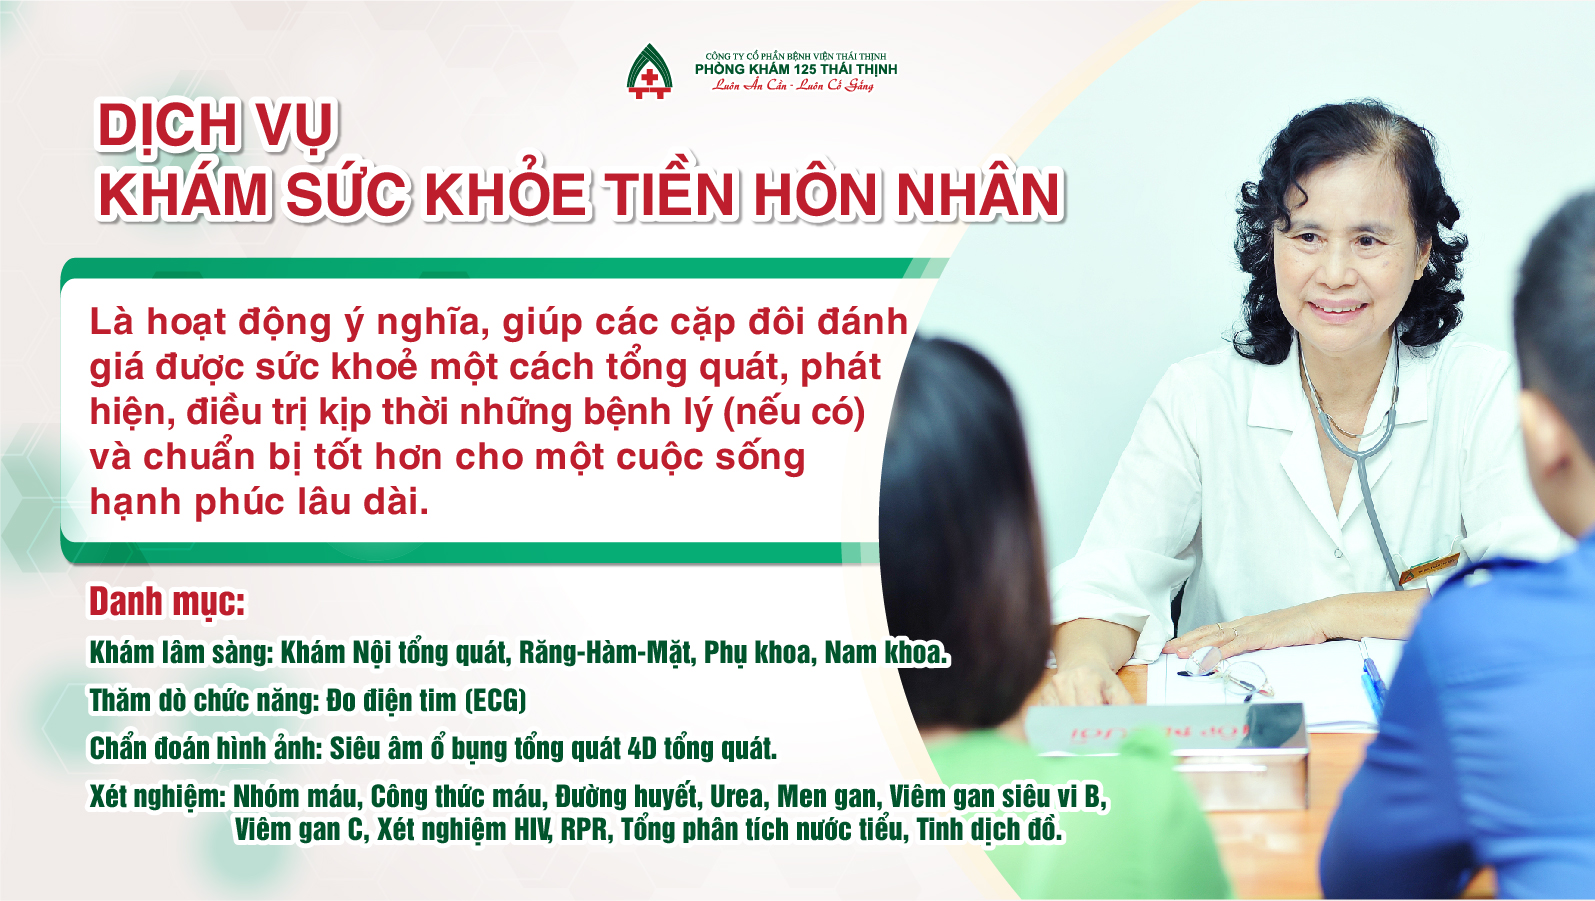 CÔNG TY CỔ PHẦN BỆNH VIỆN THÁI THỊNH
PHÒNG KHÁM 125 THÁI THỊNH
Luôn Ân Cần - Luôn Cố Gắng
DỊCH VỤ
KHÁM SỨC KHỎE TIỀN HÔN NHÂN
Là hoạt động ý nghĩa, giúp các cặp đôi đánh
giá được sức khoẻ một cách tổng quát, phát
hiện, điều trị kịp thời những bệnh lý (nếu có)
và chuẩn bị tốt hơn cho một cuộc sống
hạnh phúc lâu dài.
Danh mục:
Khám lâm sàng: Khám Nội tổng quát, Răng-Hàm-Mặt, Phụ khoa, Nam khoa.
Thăm dò chức năng: Đo điện tim (ECG)
Chẩn đoán hình ảnh: Siêu âm ổ bụng tổng quát 4D tổng quát.
Xét nghiệm: Nhóm máu, Công thức máu, Đường huyết, Urea, Men gan, Viêm gan siêu vi B,
Viêm gan C, Xét nghiệm HIV, RPR, Tổng phân tích nước tiểu, Tinh dịch đồ.